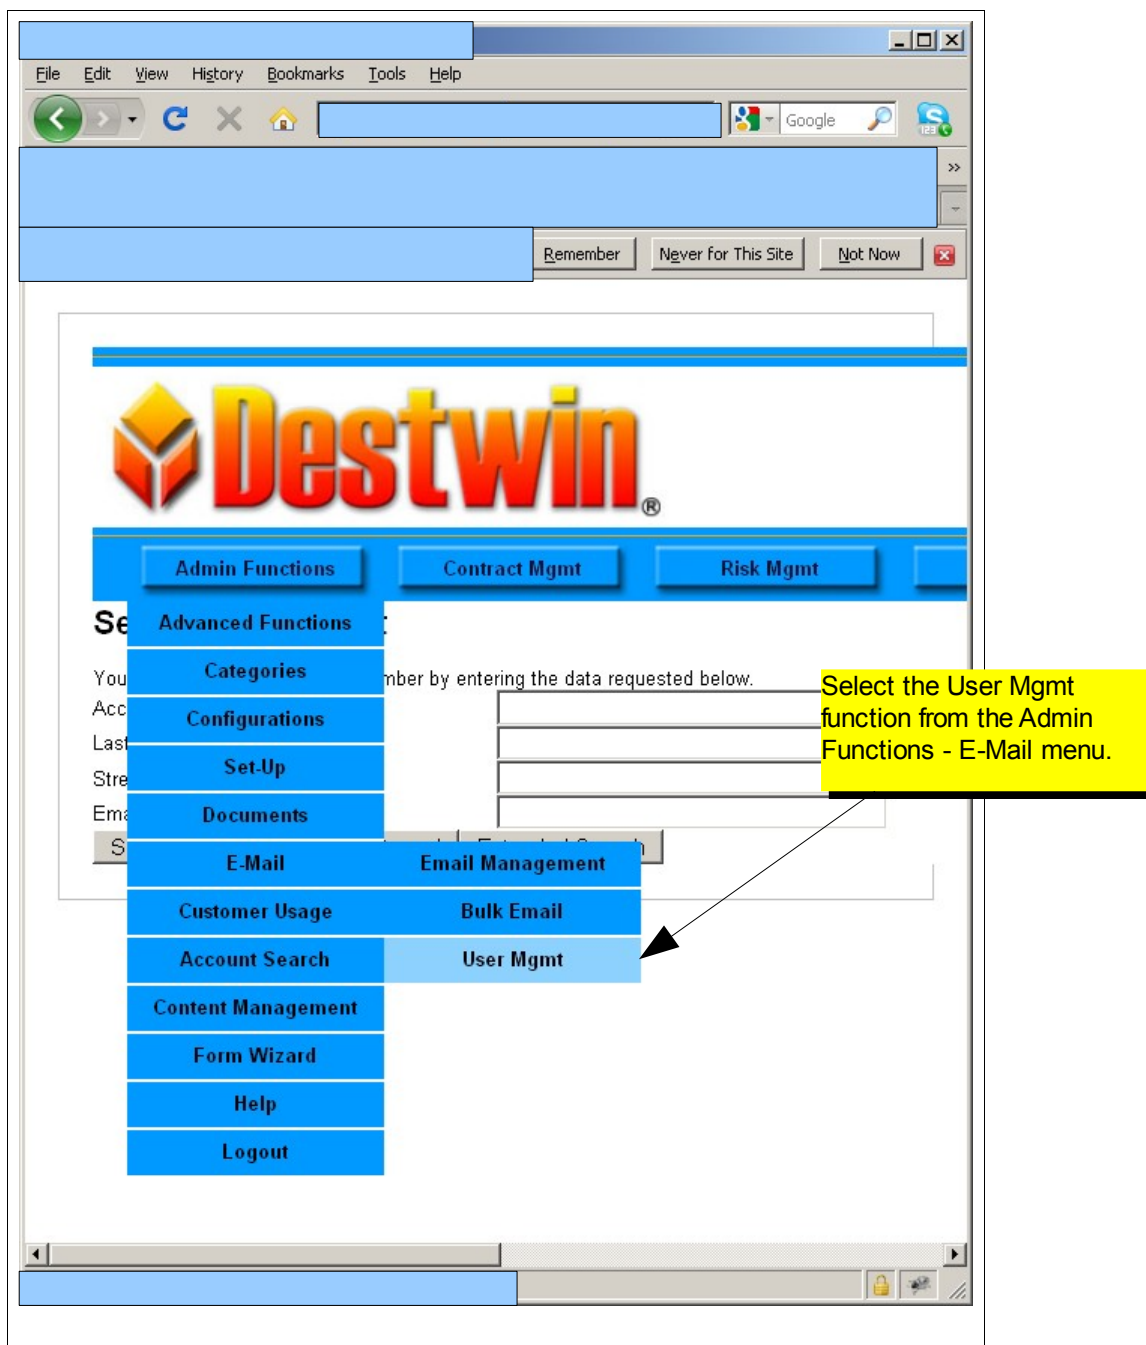 File Edit View History Bookmarks Tools Help
Google
123
Remember Never for This Site Not Now
Destwin®
Admin Functions Contract Mgmt Risk Mgmt
Advanced Functions
Categories
by entering the data requested below.
Configurations
Set-Up
Documents
E-Mail Email Management
Customer Usage Bulk Email
Account Search User Mgmt
Content Management
Form Wizard
Help
Logout
Select the User Mgmt
function from the Admin
Functions - E-Mail menu.